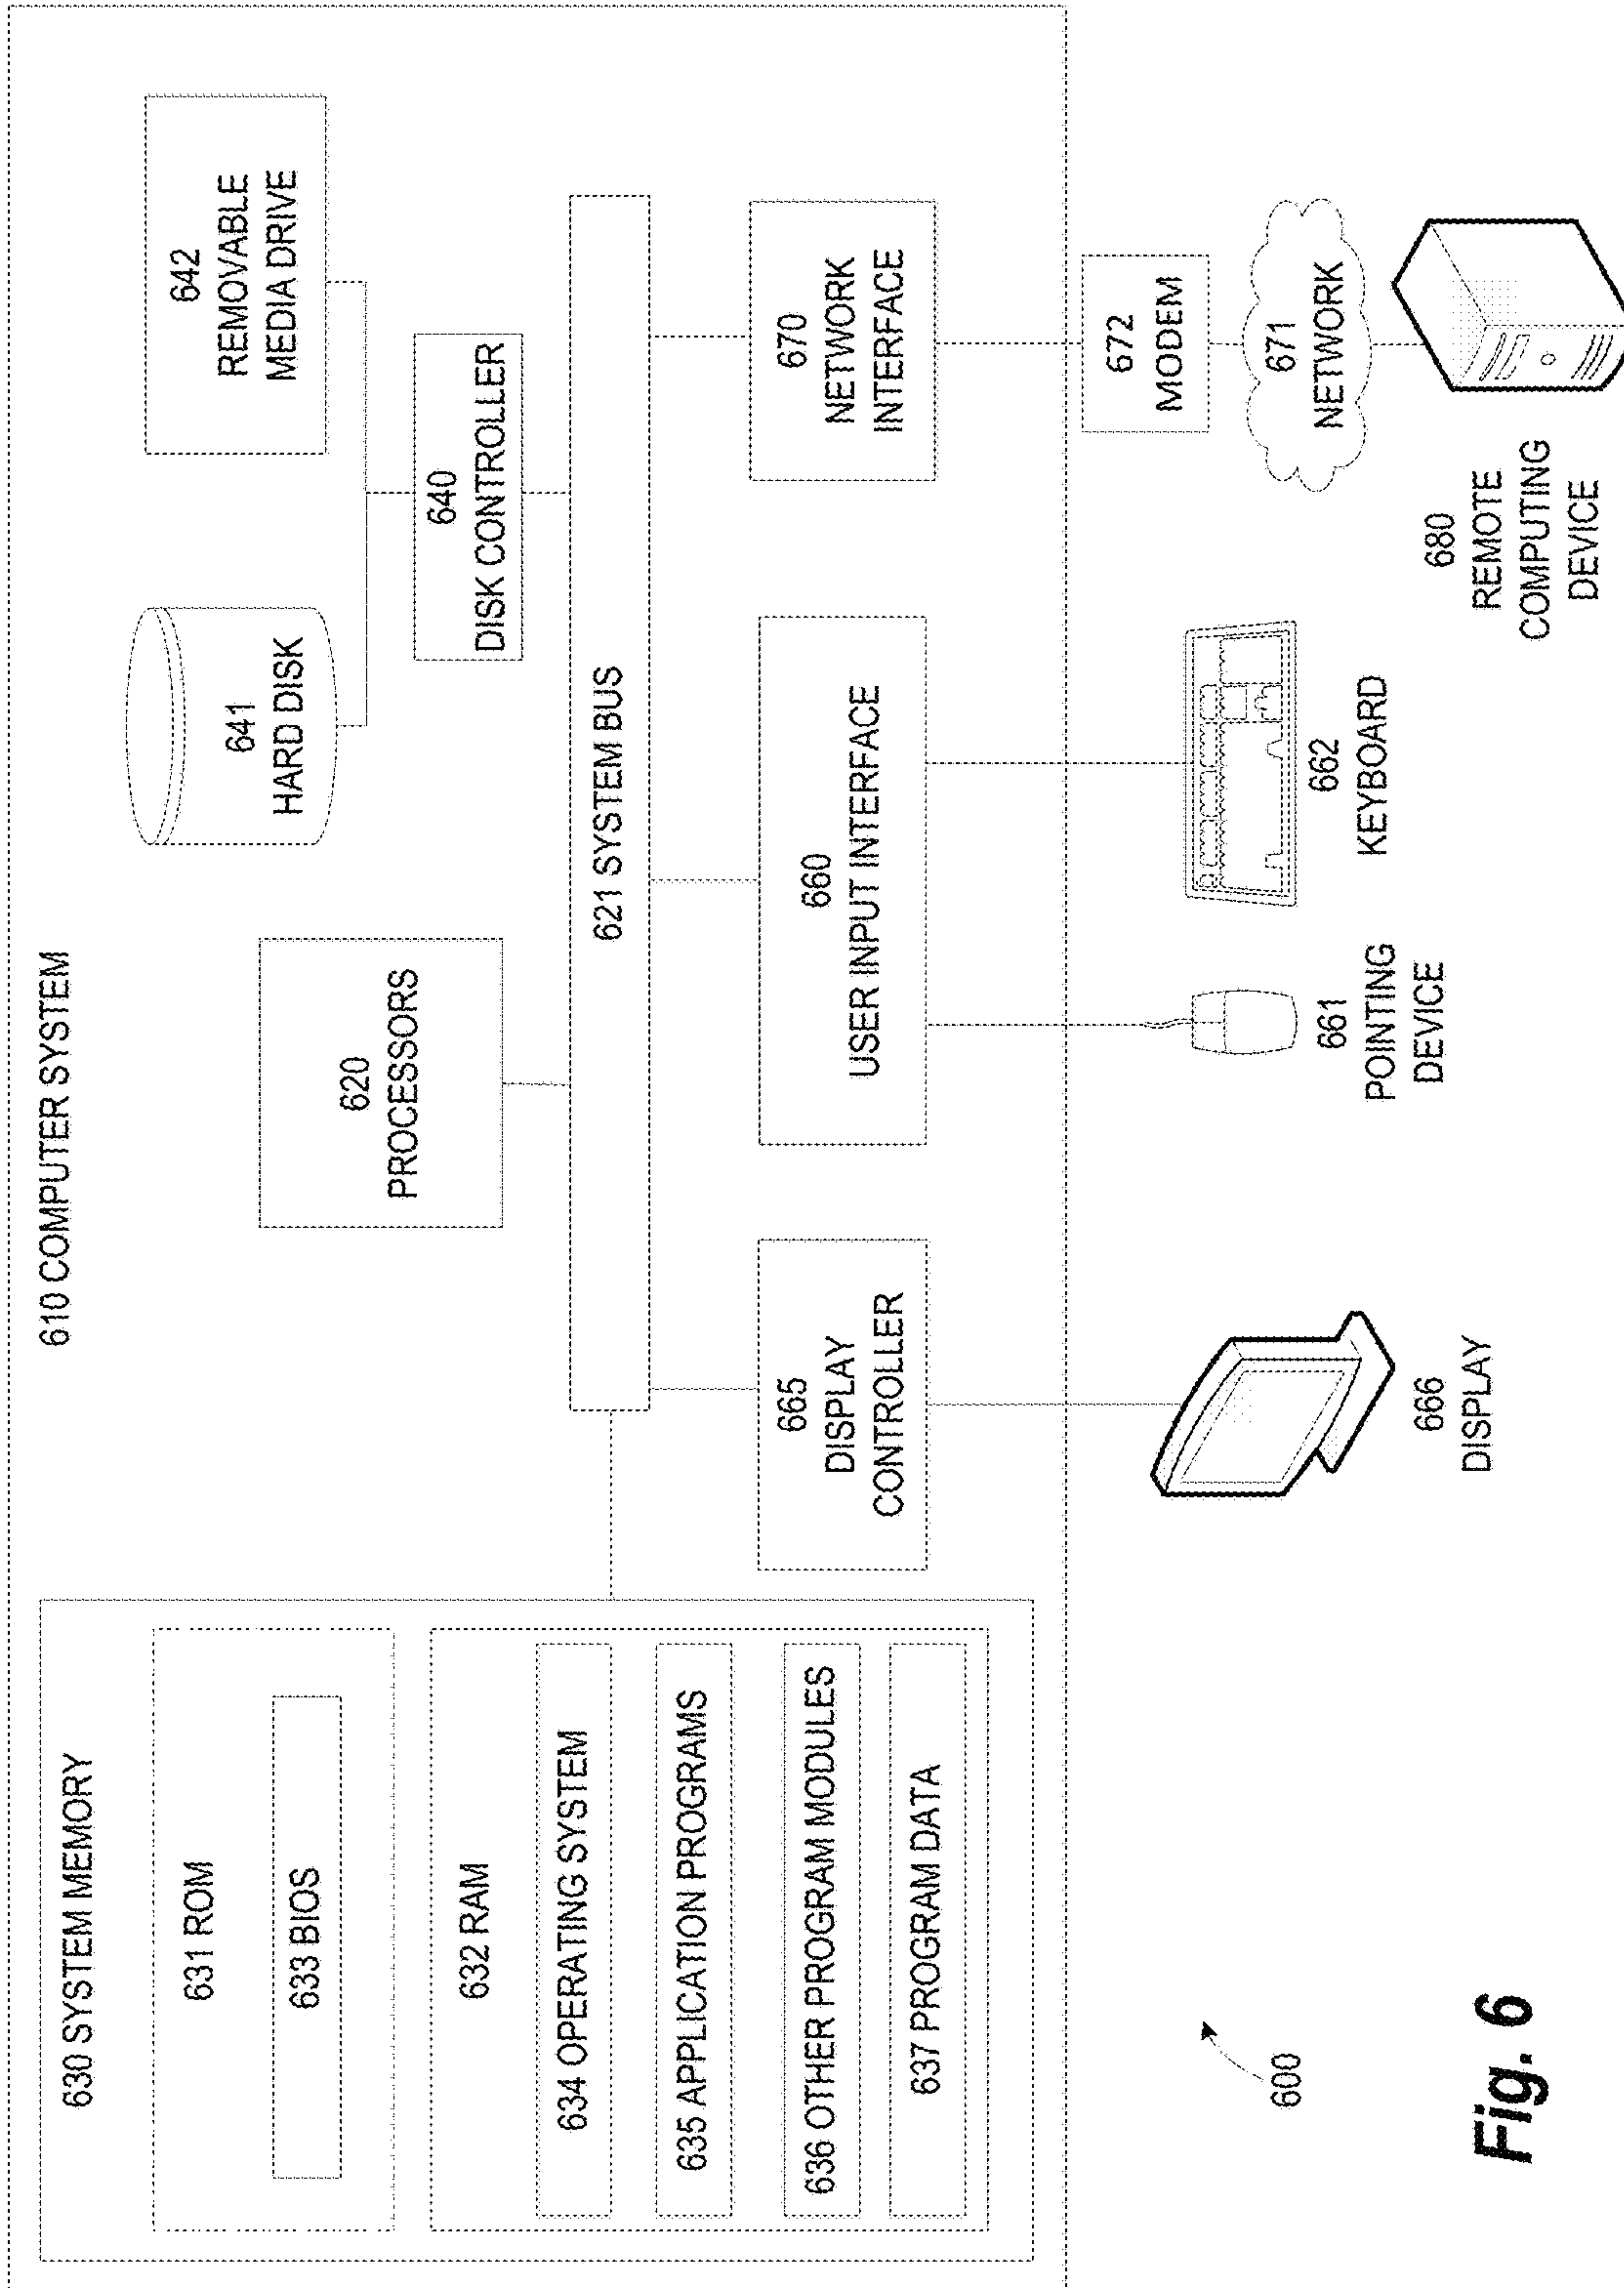 610 COMPUTER SYSTEM
630 SYSTEM MEMORY
631 ROM
633 BIOS
632 RAM
634 OPERATING SYSTEM
635 APPLICATION PROGRAMS
636 OTHER PROGRAM MODULES
637 PROGRAM DATA
620
PROCESSORS
641
HARD DISK
642
REMOVABLE
MEDIA DRIVE
640
DISK CONTROLLER
621 SYSTEM BUS
665
DISPLAY
CONTROLLER
660
USER INPUT INTERFACE
670
NETWORK
INTERFACE
672
MODEM
671
NETWORK
666
DISPLAY
661
POINTING
DEVICE
662
KEYBOARD
680
REMOTE
COMPUTING
DEVICE
600
Fig. 6